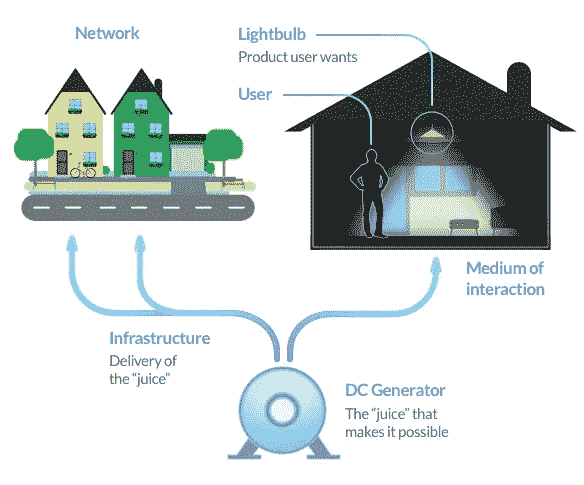 Network
Lightbulb
Product user wants
User
Medium of
interaction
Infrastructure
Delivery of
the “juice”
DC Generator
The “juice” that
makes it possible